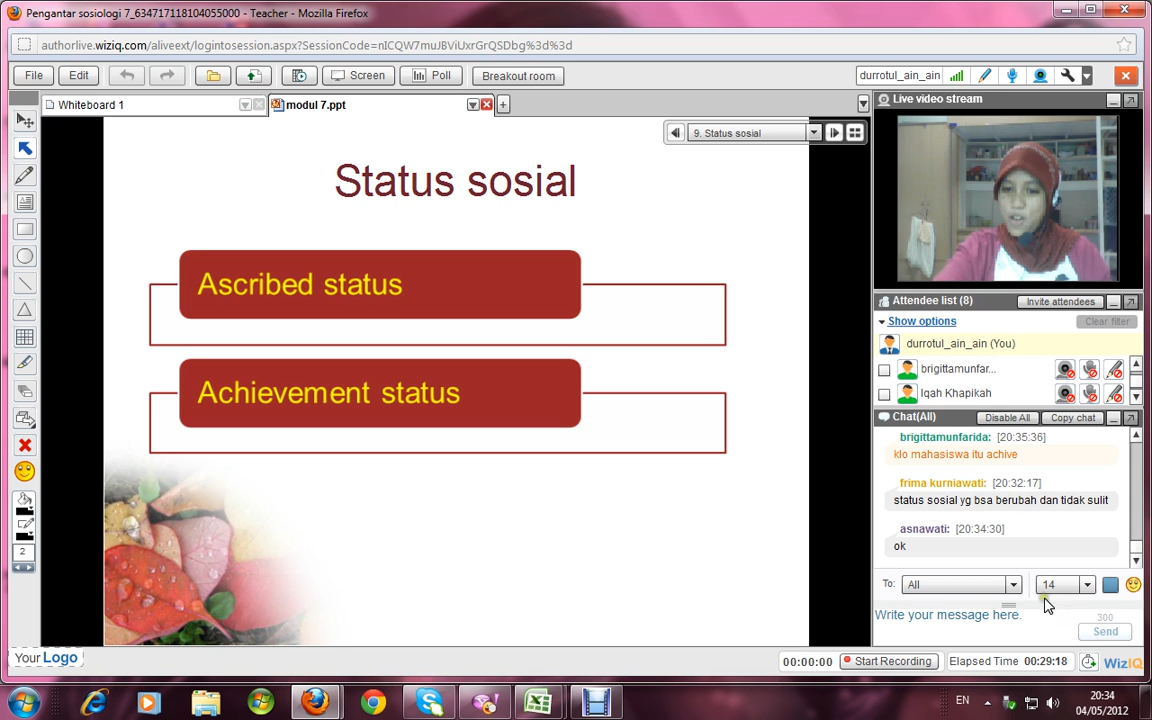 Pengantar sosiologi 7_634717118104055000 - Teacher - Mozilla Firefox
authorlive.wiziq.com/aliveext/logintosession.aspx?SessionCode=nICQW7muJBViUxrGrQSDbg%3d%3d
File Edit Screen Poll Breakout room durrotul_ain_ain
Whiteboard 1 modul 7.ppt
9. Status sosial
Status sosial
Ascribed status
Achievement status
Live video stream
Attendee list (8) Invite attendees
Show options Clear filter
durrotul_ain_ain (You)
brigittamunfar...
Iqah Khapikah
Chat(All) Disable All Copy chat
brigittamunfarida: [20:35:36]
klo mahasiswa itu achive
frima kurniawati: [20:32:17]
status sosial yg bsa berubah dan tidak sulit
asnawati: [20:34:30]
ok
To: All 14
Write your message here.
300
Send
2
Your Logo
00:00:00 Start Recording Elapsed Time 00:29:18 WizIQ
EN 20:34
04/05/2012